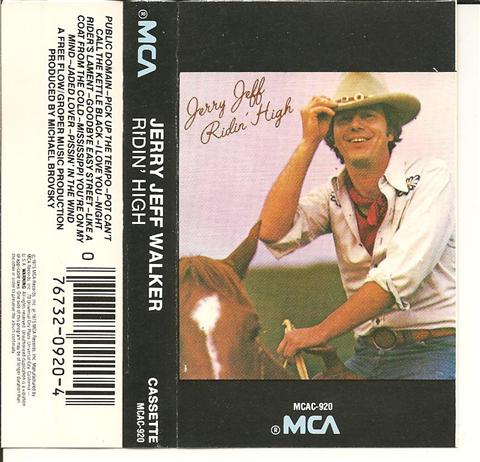 PUBLIC DOMAIN–PICK UP THE TEMPO–POT CAN'T
CALL THE KETTLE BLACK–I LOVE YOU–NIGHT
RIDER'S LAMENT–GOODBYE EASY STREET–LIKE A
COAT FROM THE COLD–MISSISSIPPI YOU'RE ON MY
MIND–JADED LOVER–PISSIN' IN THE WIND
A FREE FLOW/GROPER MUSIC PRODUCTION
PRODUCED BY MICHAEL BROVSKY
0 76732-0920-4
®MCA
JERRY JEFF WALKER
RIDIN' HIGH
CASSETTE
MCAC-920
Jerry Jeff
Ridin' High
MCAC-920
®MCA